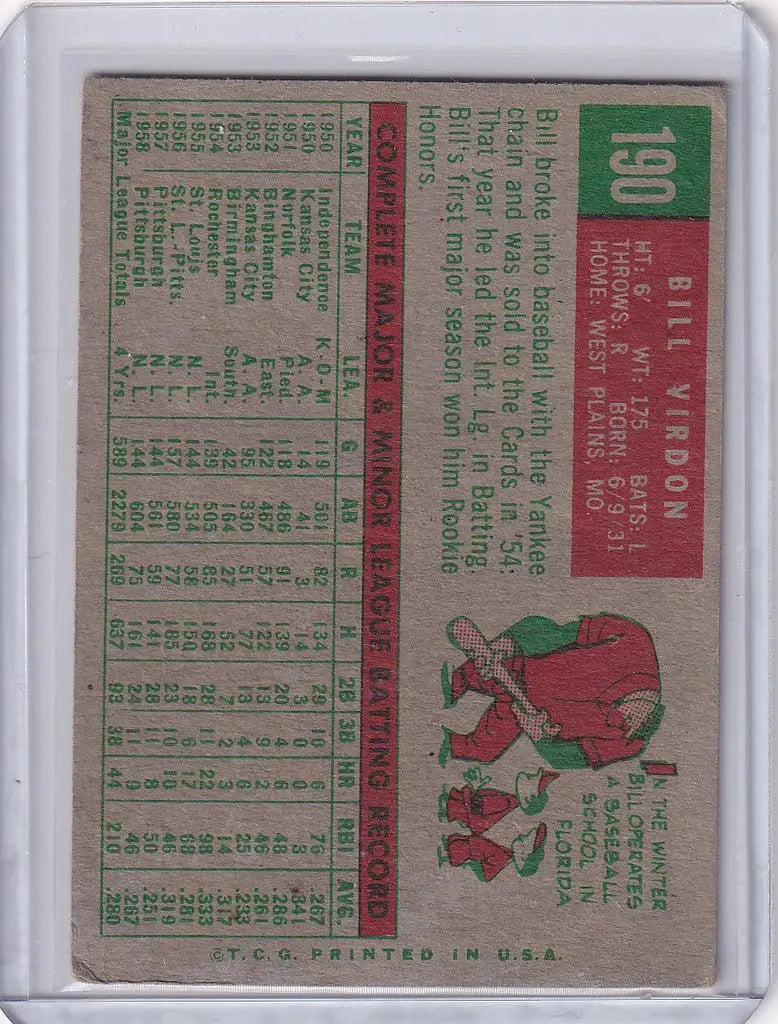 190
BILL VIRDON
HT: 6' WT: 175 BATS: L
THROWS: R BORN: 6/9/31
HOME: WEST PLAINS, MO.
Bill broke into baseball with the Yankee
chain and was sold to the Cards in '54.
That year he led the Int. Lg. in Batting.
Bill's first major season won him Rookie
Honors.
IN THE WINTER
BILL OPERATES
A BASEBALL
SCHOOL IN
FLORIDA
COMPLETE MAJOR & MINOR LEAGUE BATTING RECORD
YEAR TEAM LEA. G AB R H 2B 3B HR RBI AVG.
1950 Independence K-O-M 119 501 82 134 29 10 6 76 .267
1950 Kansas City A. A. 14 41 3 14 3 0 0 3 .341
1951 Norfolk Pied. 118 486 91 139 20 4 6 48 .286
1952 Binghamton East. 122 467 51 122 13 9 2 46 .261
1953 Kansas City A. A. 95 330 57 77 13 4 6 25 .233
1953 Birmingham South. 42 164 27 52 7 2 3 14 .317
1954 Rochester Int. 139 505 85 168 28 11 22 98 .333
1955 St. Louis N. L. 144 534 58 150 18 6 17 68 .281
1956 St. L.-Pitts. N. L. 157 580 77 185 23 10 10 46 .319
1957 Pittsburgh N. L. 144 561 59 141 28 11 8 50 .251
1958 Pittsburgh N. L. 144 604 75 161 24 11 9 46 .267
Major League Totals 4 Yrs. 589 2279 269 637 93 38 44 210 .280
©T.C.G. PRINTED IN U.S.A.